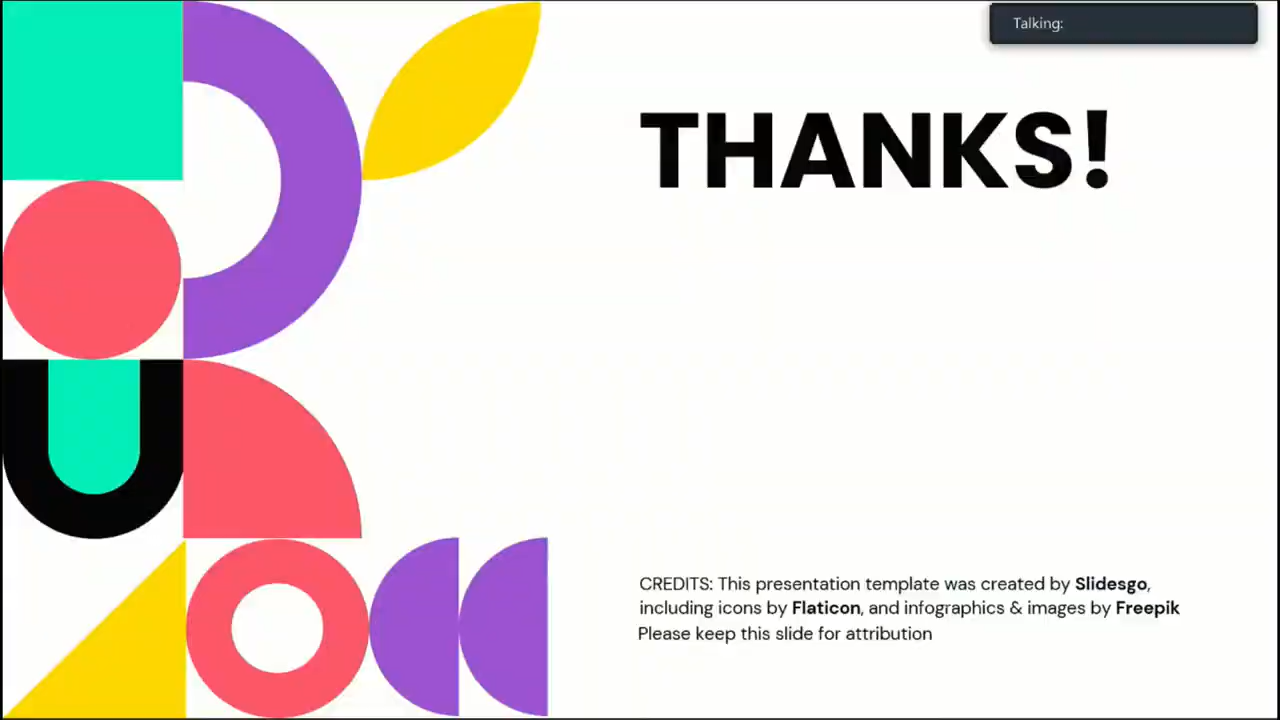 Talking:
THANKS!
CREDITS: This presentation template was created by Slidesgo,
including icons by Flaticon, and infographics & images by Freepik
Please keep this slide for attribution